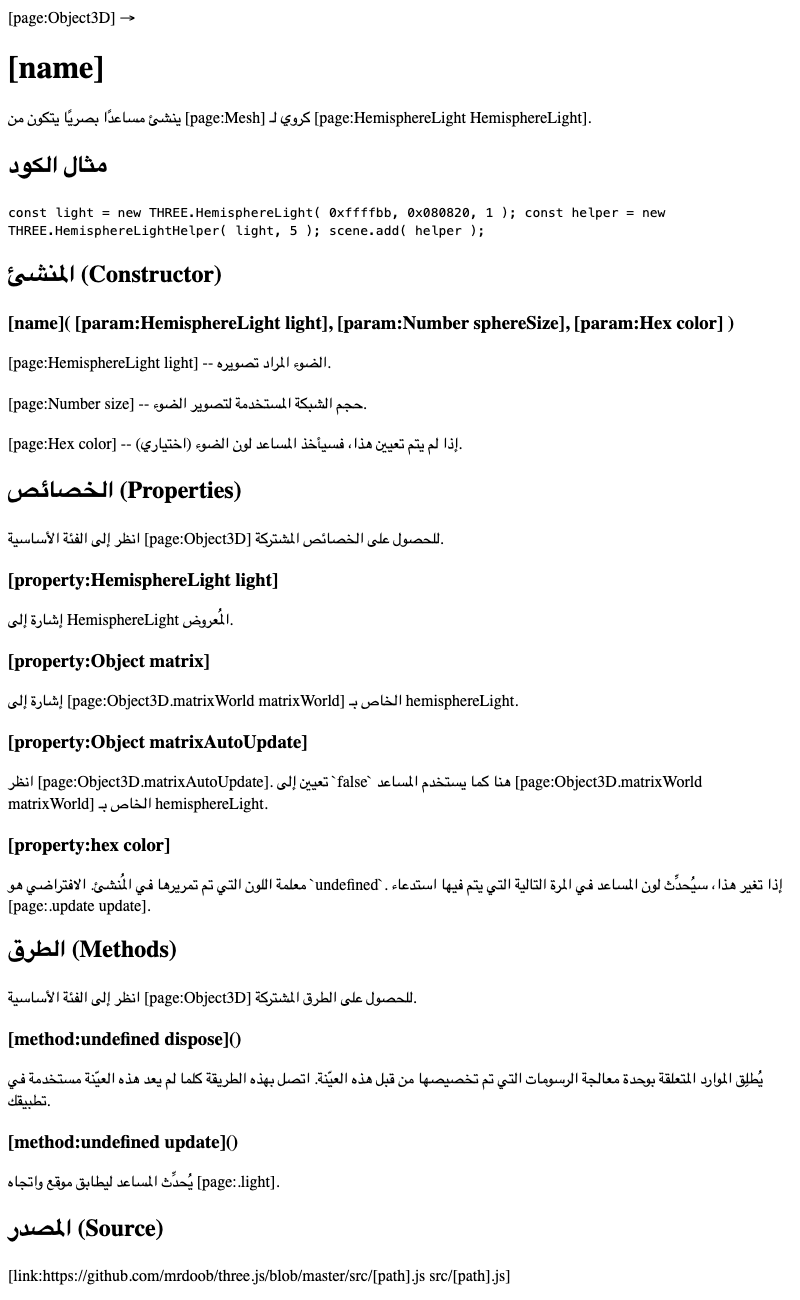 [page:Object3D] →
[name]
ينشئ مساعدًا بصريًا يتكون من [page:Mesh] كروي لـ [page:HemisphereLight HemisphereLight].
مثال الكود
const light = new THREE.HemisphereLight( 0xffffbb, 0x080820, 1 ); const helper = new
THREE.HemisphereLightHelper( light, 5 ); scene.add( helper );
المنشئ (Constructor)
[name]( [param:HemisphereLight light], [param:Number sphereSize], [param:Hex color] )
[page:HemisphereLight light] -- الضوء المراد تصويره.
[page:Number size] -- حجم الشبكة المستخدمة لتصوير الضوء.
[page:Hex color] -- (اختياري) إذا لم يتم تعيين هذا، فسيأخذ المساعد لون الضوء.
الخصائص (Properties)
انظر إلى الفئة الأساسية [page:Object3D] للحصول على الخصائص المشتركة.
[property:HemisphereLight light]
إشارة إلى HemisphereLight المُعروض.
[property:Object matrix]
إشارة إلى [page:Object3D.matrixWorld matrixWorld] الخاص بـ hemisphereLight.
[property:Object matrixAutoUpdate]
انظر [page:Object3D.matrixAutoUpdate]. تعيين إلى `false` هنا كما يستخدم المساعد [page:Object3D.matrixWorld
matrixWorld] الخاص بـ hemisphereLight.
[property:hex color]
معلمة اللون التي تم تمريرها في المُنشئ. الافتراضي هو `undefined`. إذا تغير هذا، سيُحدِّث لون المساعد في المرة التالية التي يتم فيها استدعاء
[page:.update update].
الطرق (Methods)
انظر إلى الفئة الأساسية [page:Object3D] للحصول على الطرق المشتركة.
[method:undefined dispose]()
يُطلِق الموارد المتعلقة بوحدة معالجة الرسومات التي تم تخصيصها من قبل هذه العيّنة. اتصل بهذه الطريقة كلما لم يعد هذه العيّنة مستخدمة في
تطبيقك.
[method:undefined update]()
يُحدِّث المساعد ليطابق موقع واتجاه [page:.light].
المصدر (Source)
[link:https://github.com/mrdoob/three.js/blob/master/src/[path].js src/[path].js]